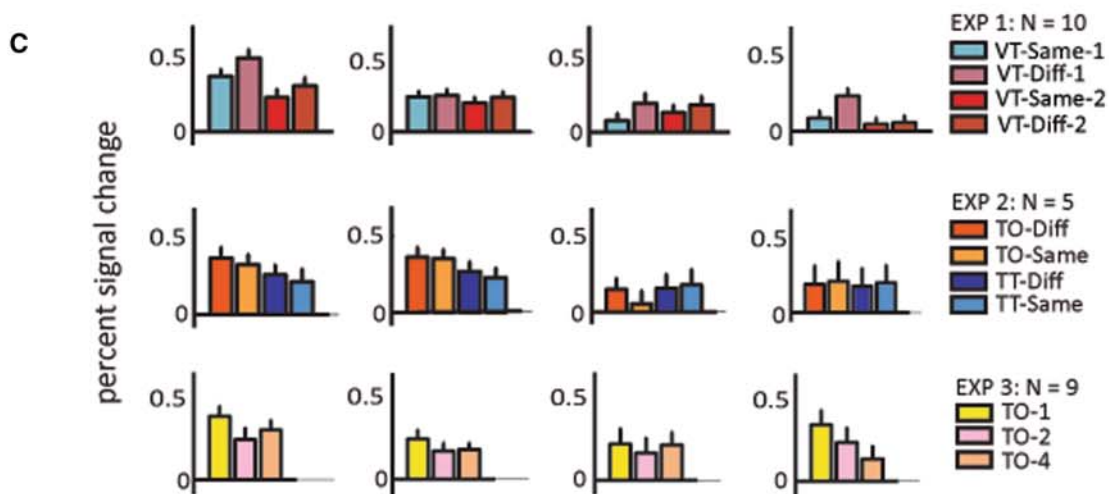 C
percent signal change
0.5
0
0.5
0
0.5
0
0.5
0
EXP 1: N = 10
VT-Same-1
VT-Diff-1
VT-Same-2
VT-Diff-2
0.5
0
0.5
0
0.5
0
0.5
0
EXP 2: N = 5
TO-Diff
TO-Same
TT-Diff
TT-Same
0.5
0
0.5
0
0.5
0
0.5
0
EXP 3: N = 9
TO-1
TO-2
TO-4